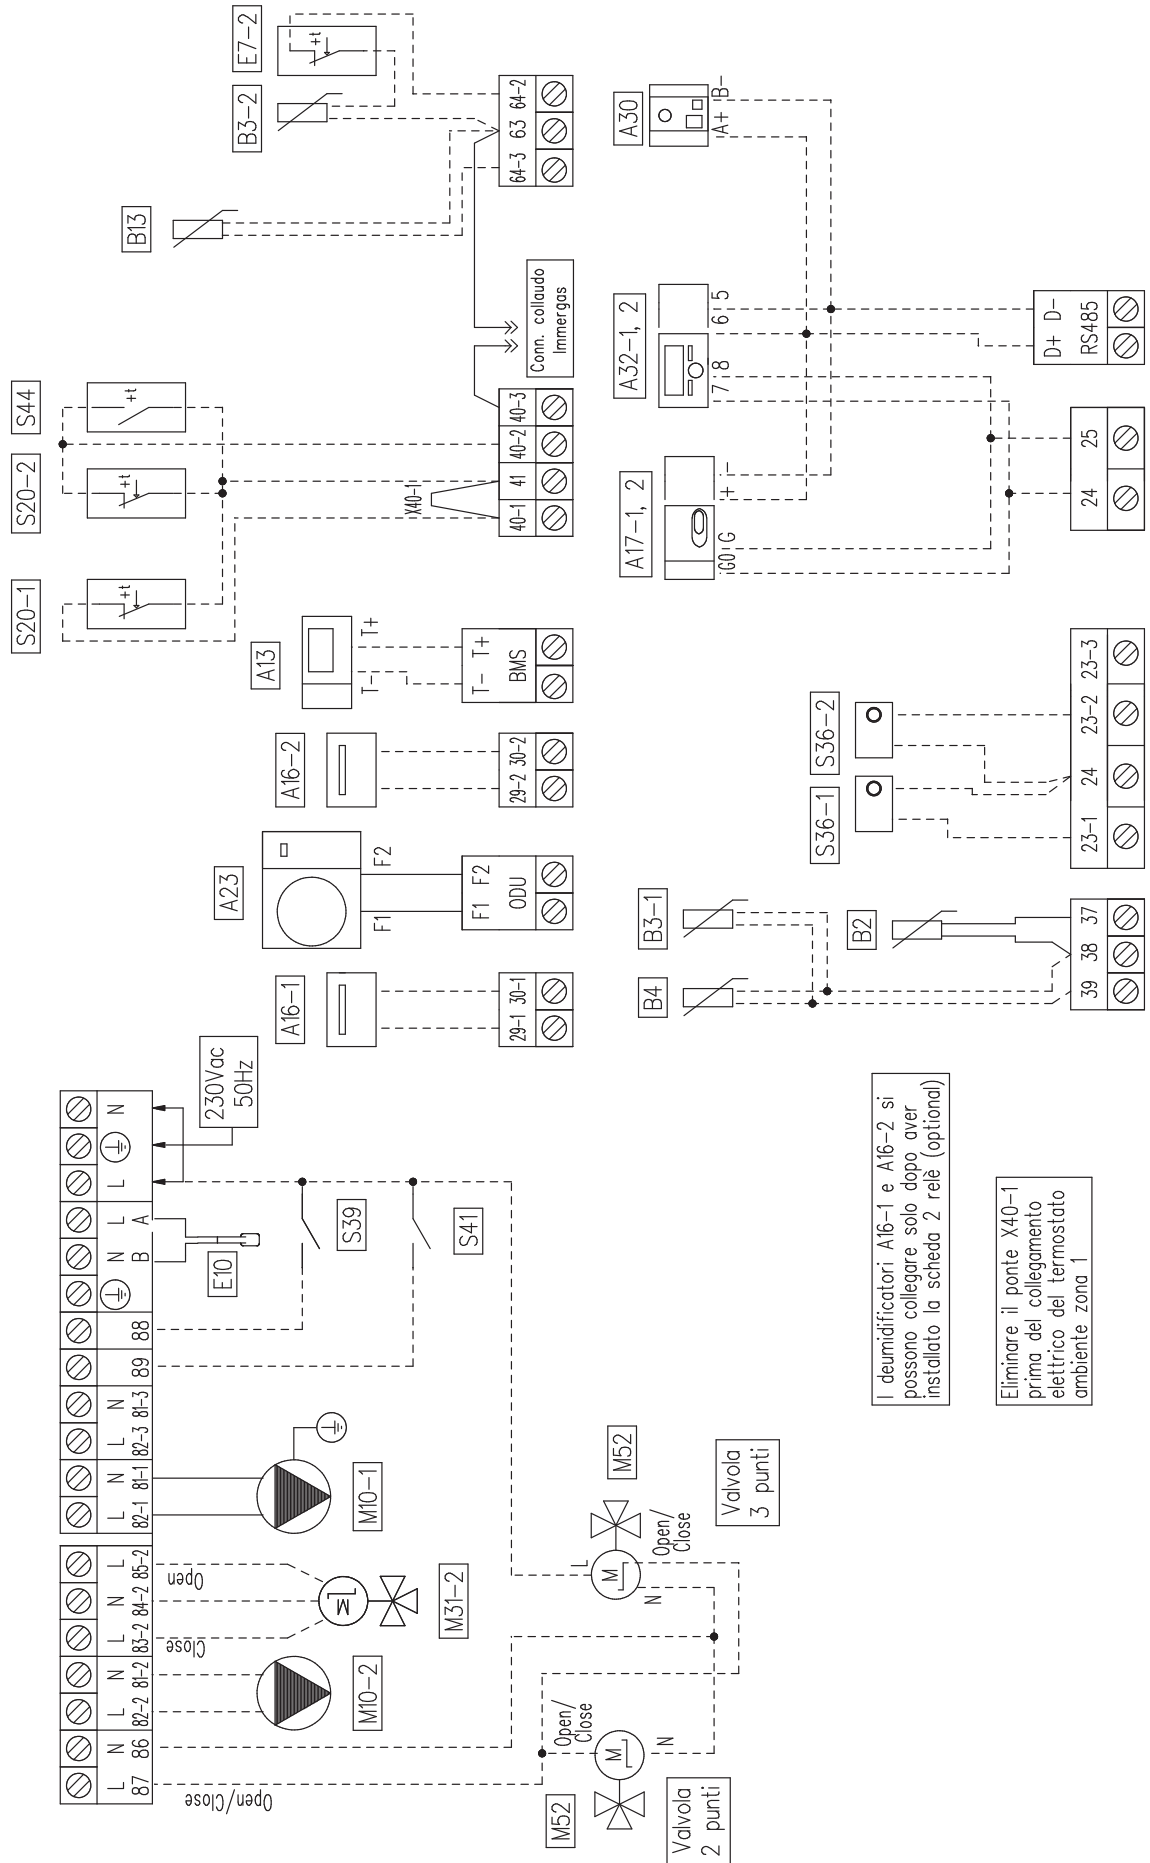 L N L N L N L L N L N
87 86 82-2 81-2 83-2 84-2 85-2 82-1 81-1 82-3 81-3 89 88
N L L N
B A
Open/Close
Close
Open
M10-2
M31-2
M10-1
E10
S39
S41
230Vac
50Hz
M52
Open/
Close
M
N
Valvola
2 punti
M52
L
M
N
Open/
Close
Valvola
3 punti
M
A16-1
29-1 30-1
A23
F1 F2
F1 F2
ODU
A16-2
29-2 30-2
A13
T- T+
T- T+
BMS
S20-1
+t
S20-2
+t
S44
+t
X40-1
40-1 41 40-2 40-3
Conn. collaudo
Immergas
B13
B3-2
E7-2
+t
64-3 63 64-2
B4
B3-1
B2
39 38 37
S36-1
S36-2
23-1 24 23-2 23-3
A17-1, 2
G0 G + -
A32-1, 2
7 8 6 5
A30
A+ B-
24 25
D+ D-
RS485
I deumidificatori A16-1 e A16-2 si
possono collegare solo dopo aver
installato la scheda 2 relè (optional)
Eliminare il ponte X40-1
prima del collegamento
elettrico del termostato
ambiente zona 1